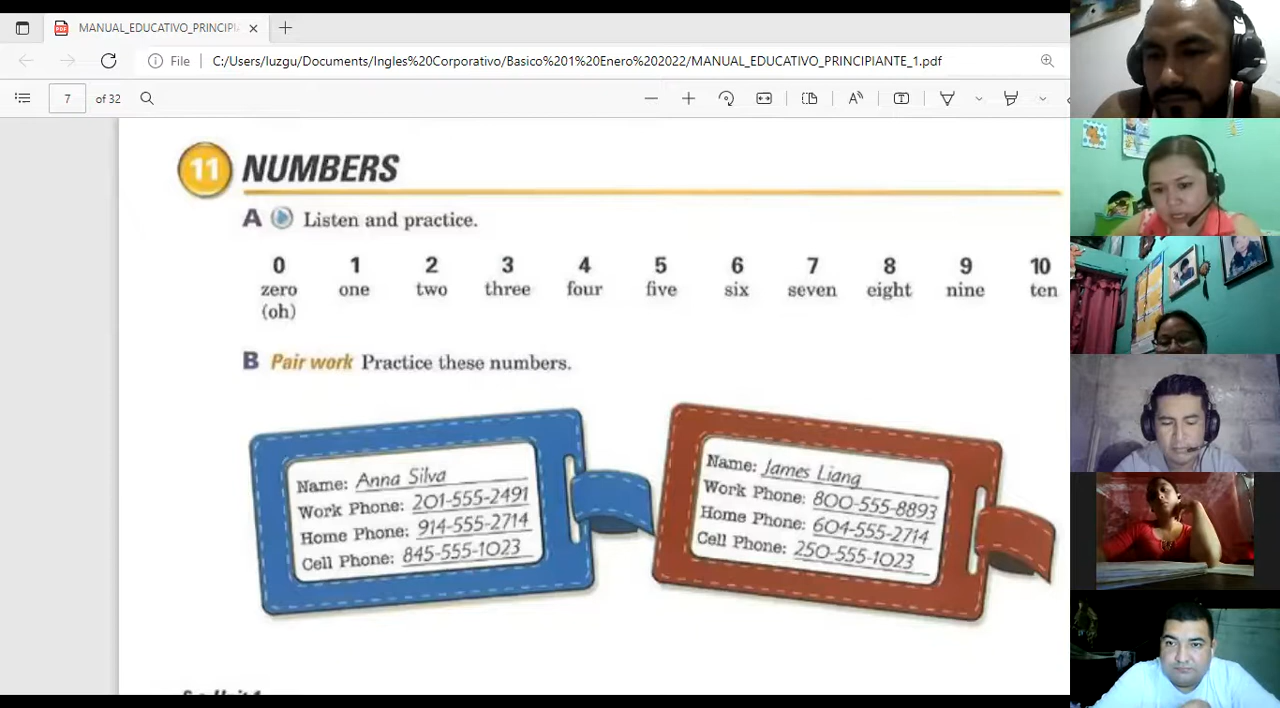 MANUAL_EDUCATIVO_PRINCIPI
File
C:/Users/luzgu/Documents/Ingles%20Corporativo/Basico%201%20Enero%202022/MANUAL_EDUCATIVO_PRINCIPIANTE_1.pdf
7 of 32
11 NUMBERS
A Listen and practice.
0 1 2 3 4 5 6 7 8 9 10
zero one two three four five six seven eight nine ten
(oh)
B Pair work Practice these numbers.
Name: Anna Silva
Work Phone: 201-555-2491
Home Phone: 914-555-2714
Cell Phone: 845-555-1023
Name: James Liang
Work Phone: 800-555-8893
Home Phone: 604-555-2714
Cell Phone: 250-555-1023